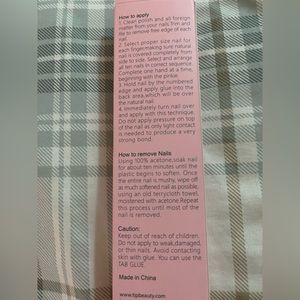 How to apply
1. Clean polish and all foreign
matter from your nails.Trim and
file to remove free edge of each
nail.
2. Select proper size nail for
each finger,making sure natural
nail is covered completely from
side to side. Select and arrange
all ten nails in correct sequence.
Complete one hand at a time,
beginning with the pinkie.
3. Hold nail by the numbered
edge and apply glue into the
back area,which will be over
the natural nail.
4. Immediately turn nail over
and apply with this technique.
Do not apply pressure on top
of the nail as only light contact
is needed to produce a very
strong bond.
How to remove Nails
Using 100% acetone,soak nail
for about ten minutes until the
plastic begins to soften. Once
the entire nail is mushy, wipe off
as much softened nail as possible,
using an old terrycloth towel,
moistened with acetone.Repeat
this process until most of the
nail is removed.
Caution:
Keep out of reach of children.
Do not apply to weak,damaged,
or thin nails. Avoid contacting
skin with glue. You can use the
TAB GLUE.
Made in China
www.tipbeauty.com